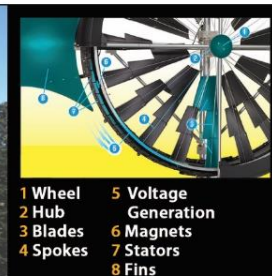 1 Wheel
2 Hub
3 Blades
4 Spokes
5 Voltage
Generation
6 Magnets
7 Stators
8 Fins